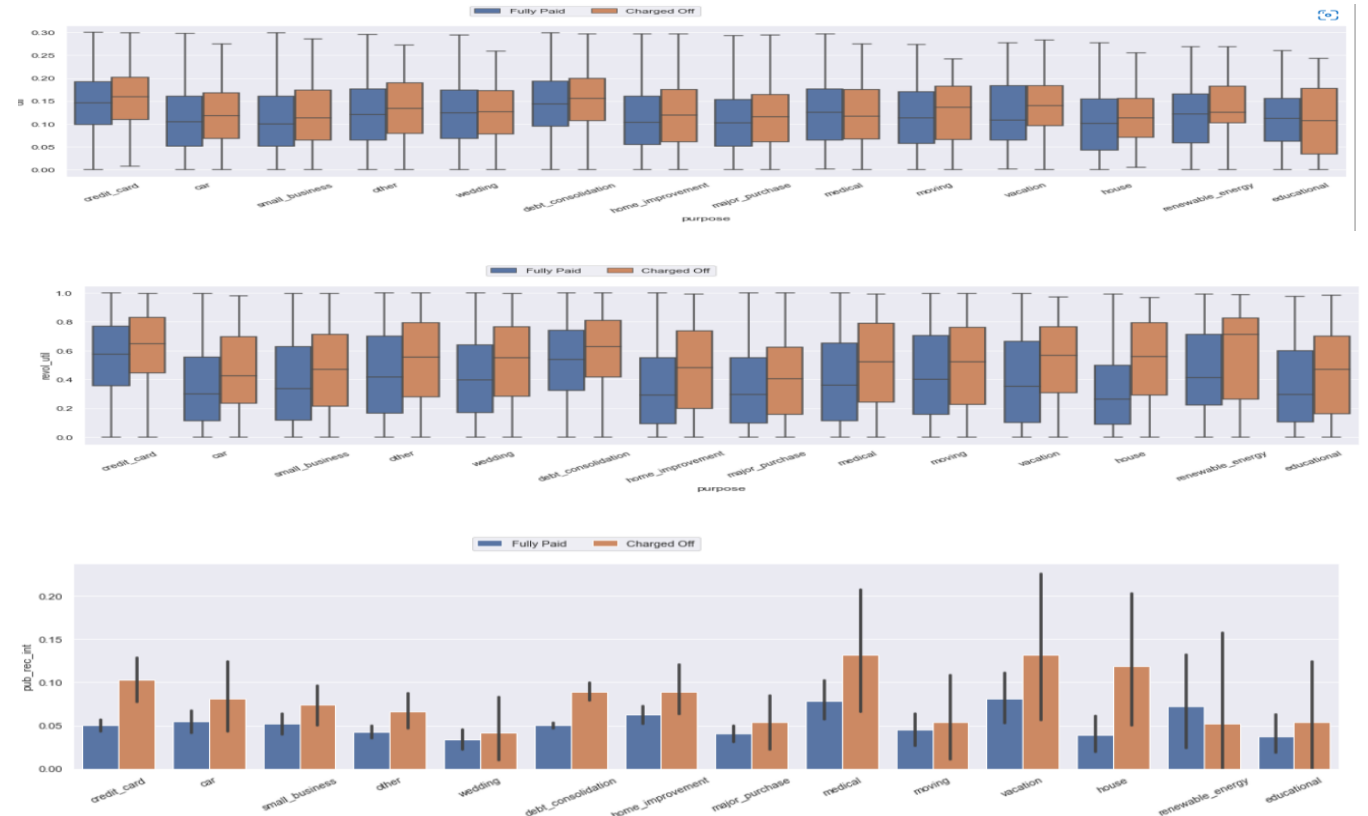 Fully Paid Charged Off
0.30
0.25
0.20
0.15
0.10
0.05
0.00
credit_card car small_business other wedding debt_consolidation home_improvement major_purchase medical moving vacation house renewable_energy educational
purpose
Fully Paid Charged Off
1.0
0.8
0.6
0.4
0.2
0.0
revol_util
credit_card car small_business other wedding debt_consolidation home_improvement major_purchase medical moving vacation house renewable_energy educational
purpose
Fully Paid Charged Off
0.20
0.15
0.10
0.05
0.00
pub_rec_int
credit_card car small_business other wedding debt_consolidation home_improvement major_purchase medical moving vacation house renewable_energy educational